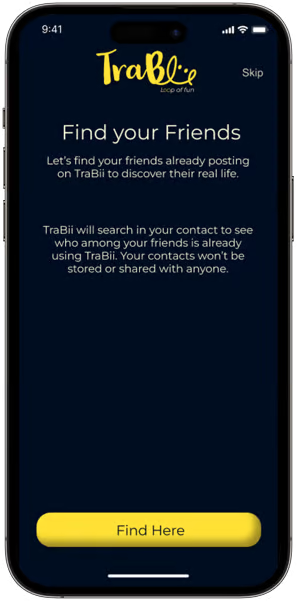 9:41
TraBii
Loop of fun
Skip
Find your Friends
Let's find your friends already posting
on TraBii to discover their real life.
TraBii will search in your contact to see
who among your friends is already
using TraBii. Your contacts won't be
stored or shared with anyone.
Find Here